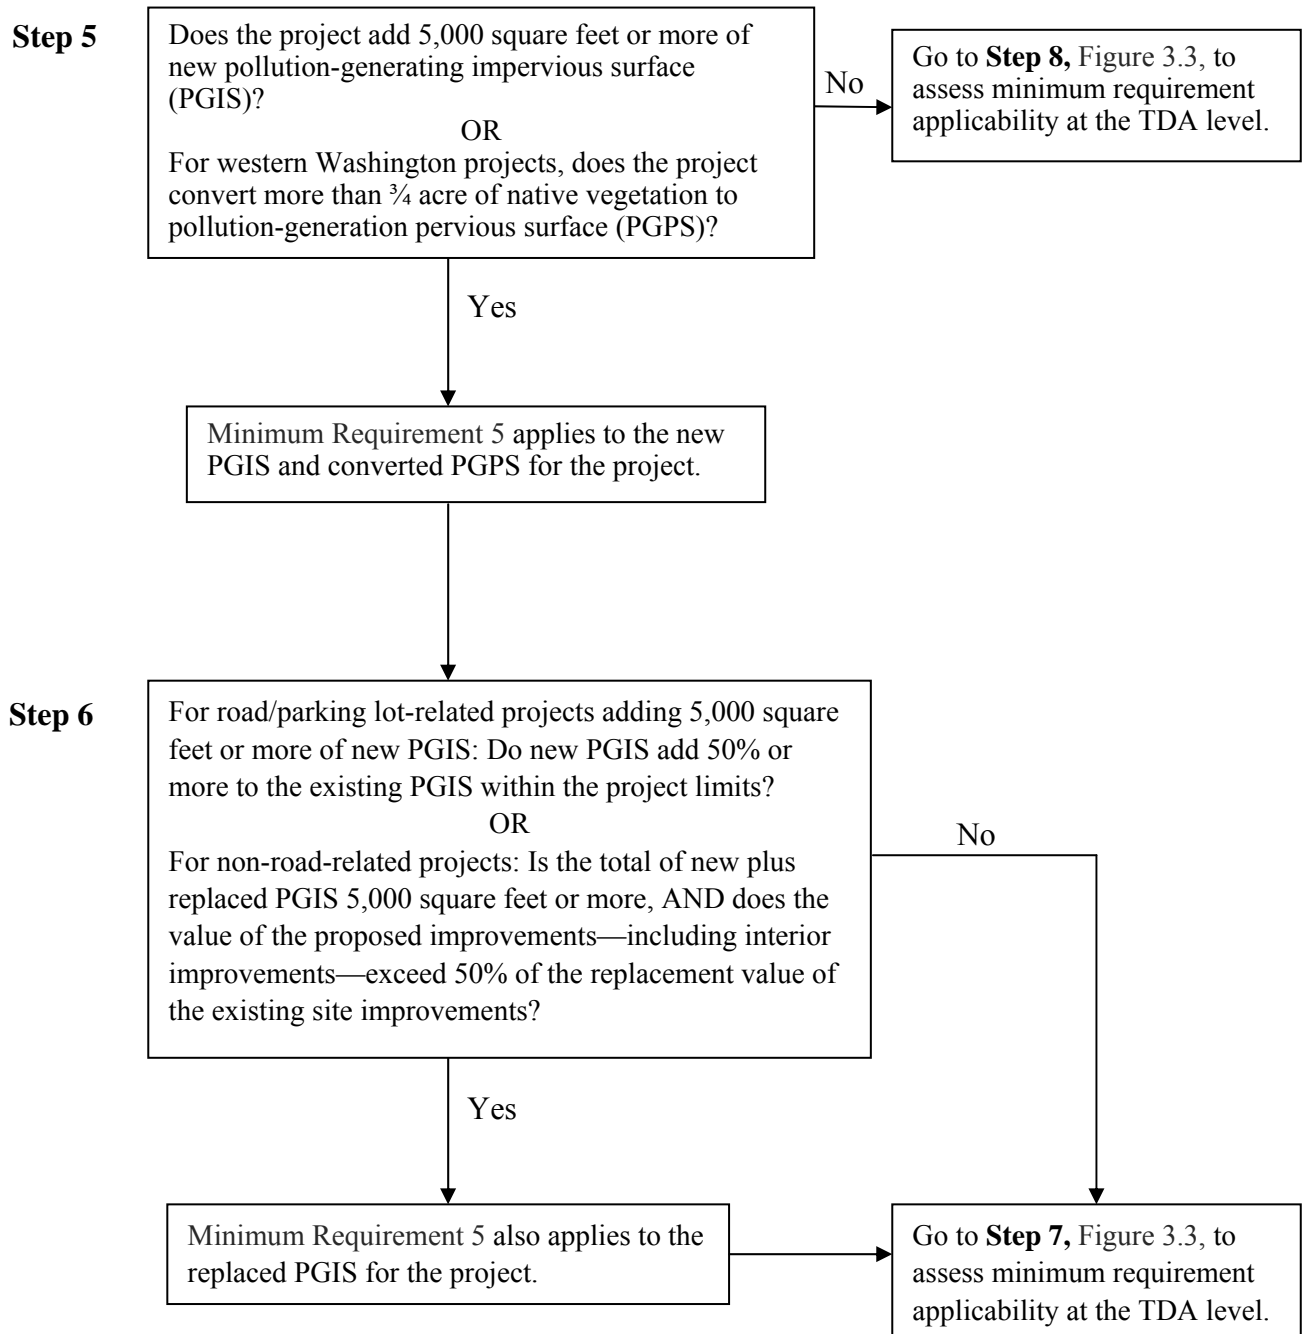 Step 5
Does the project add 5,000 square feet or more of
new pollution-generating impervious surface
(PGIS)?
OR
For western Washington projects, does the project
convert more than ¾ acre of native vegetation to
pollution-generation pervious surface (PGPS)?
No
Go to Step 8, Figure 3.3, to
assess minimum requirement
applicability at the TDA level.
Yes
Minimum Requirement 5 applies to the new
PGIS and converted PGPS for the project.
Step 6
For road/parking lot-related projects adding 5,000 square
feet or more of new PGIS: Do new PGIS add 50% or
more to the existing PGIS within the project limits?
OR
For non-road-related projects: Is the total of new plus
replaced PGIS 5,000 square feet or more, AND does the
value of the proposed improvements—including interior
improvements—exceed 50% of the replacement value of
the existing site improvements?
No
Yes
Minimum Requirement 5 also applies to the
replaced PGIS for the project.
Go to Step 7, Figure 3.3, to
assess minimum requirement
applicability at the TDA level.